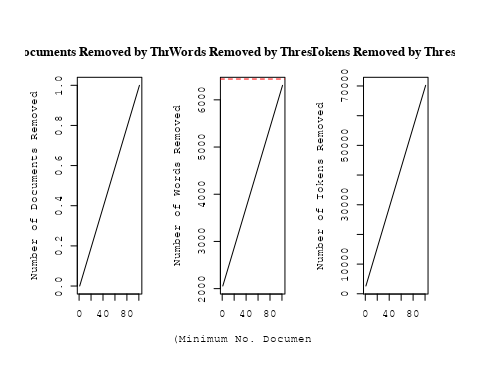 ocuments Removed by Thr
Words Removed by Thres
Tokens Removed by Thres
Number of Documents Removed
0.0 0.2 0.4 0.6 0.8 1.0
0 40 80
Number of Words Removed
2000 3000 4000 5000 6000
0 40 80
Number of Tokens Removed
0 10000 30000 50000 70000
0 40 80
(Minimum No. Documen